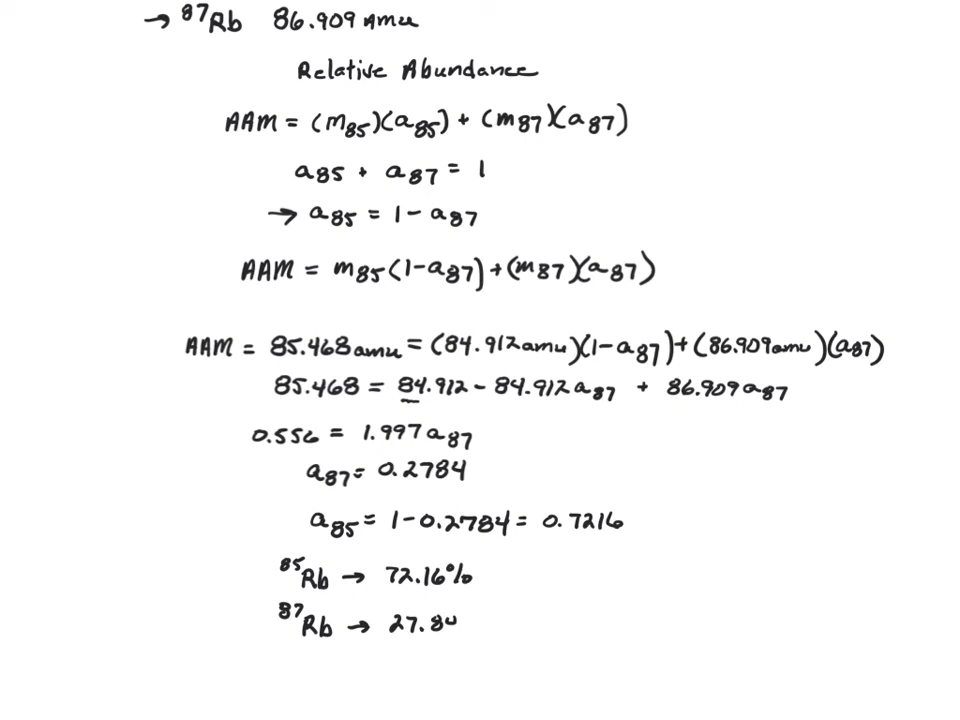 → ⁸⁷Rb 86.909 Amu
Relative Abundance
AAM = (m₈₅)(a₈₅) + (m₈₇)(a₈₇)
a₈₅ + a₈₇ = 1
→ a₈₅ = 1 - a₈₇
AAM = m₈₅(1-a₈₇) + (m₈₇)(a₈₇)
AAM = 85.468 amu = (84.912 amu)(1-a₈₇) + (86.909 amu)(a₈₇)
85.468 = 84.912 - 84.912 a₈₇ + 86.909 a₈₇
0.556 = 1.997 a₈₇
a₈₇ = 0.2784
a₈₅ = 1 - 0.2784 = 0.7216
⁸⁵Rb → 72.16%
⁸⁷Rb → 27.84